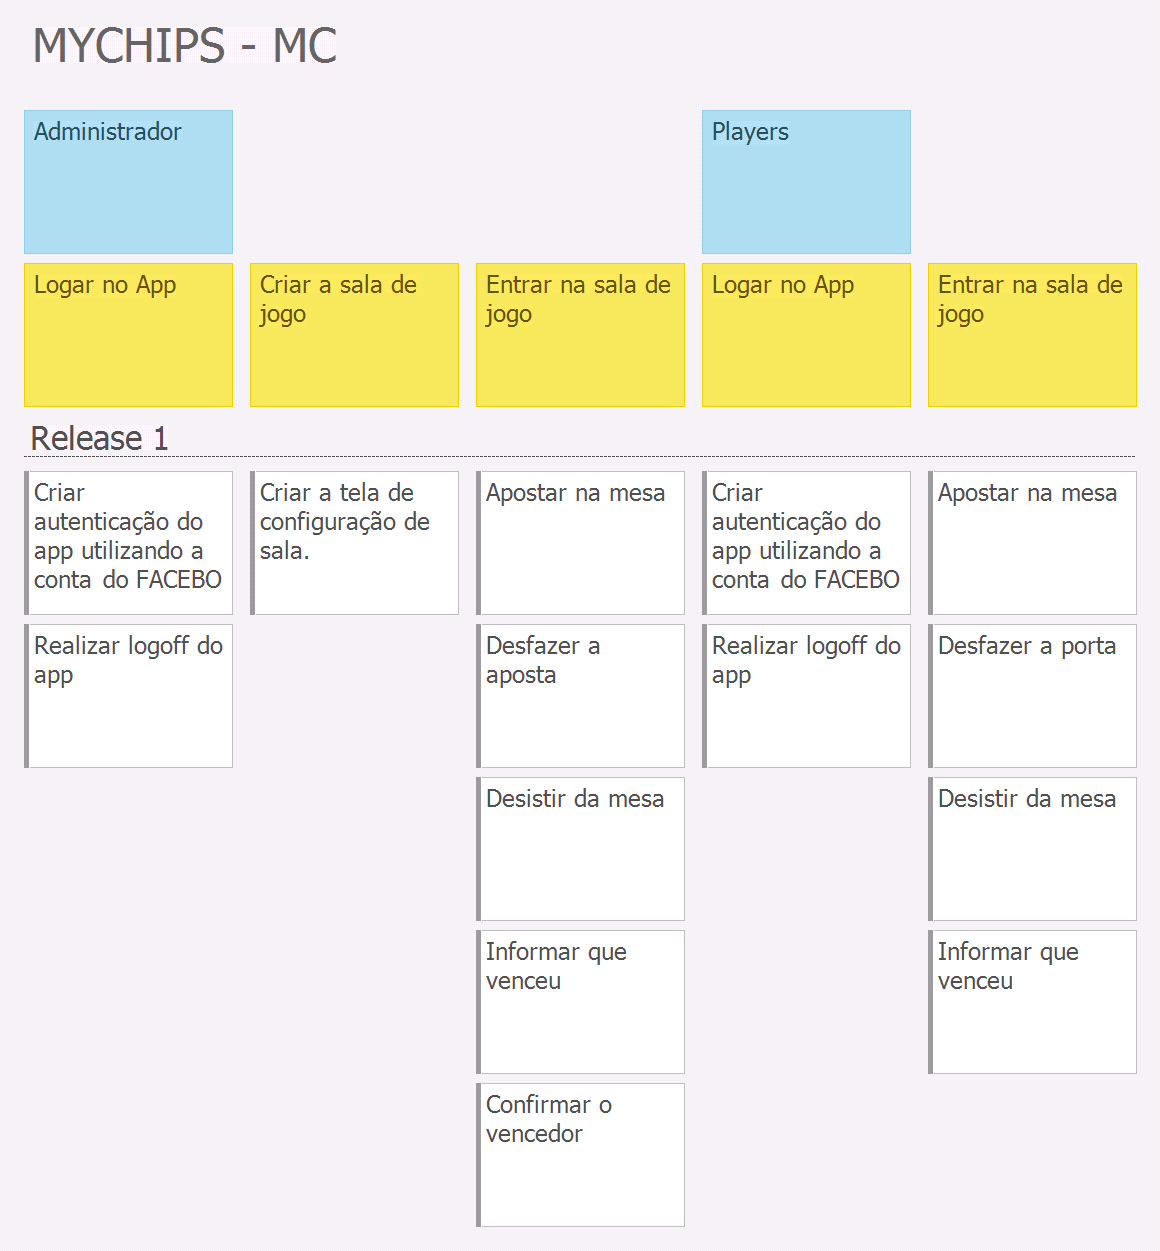 MYCHIPS - MC
Administrador
Players
Logar no App
Criar a sala de
jogo
Entrar na sala de
jogo
Logar no App
Entrar na sala de
jogo
Release 1
Criar
autenticação do
app utilizando a
conta do FACEBO
Criar a tela de
configuração de
sala.
Apostar na mesa
Criar
autenticação do
app utilizando a
conta do FACEBO
Apostar na mesa
Realizar logoff do
app
Desfazer a
aposta
Realizar logoff do
app
Desfazer a porta
Desistir da mesa
Desistir da mesa
Informar que
venceu
Informar que
venceu
Confirmar o
vencedor